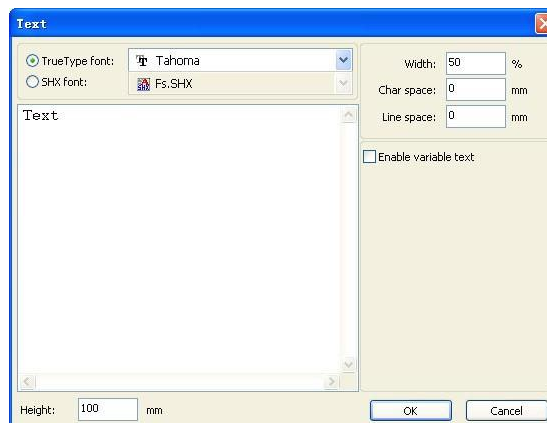 Text
TrueType font: Tahoma
SHX font: Fs.SHX
Width: 50 %
Char space: 0 mm
Line space: 0 mm
Text
Enable variable text
Height: 100 mm
OK Cancel